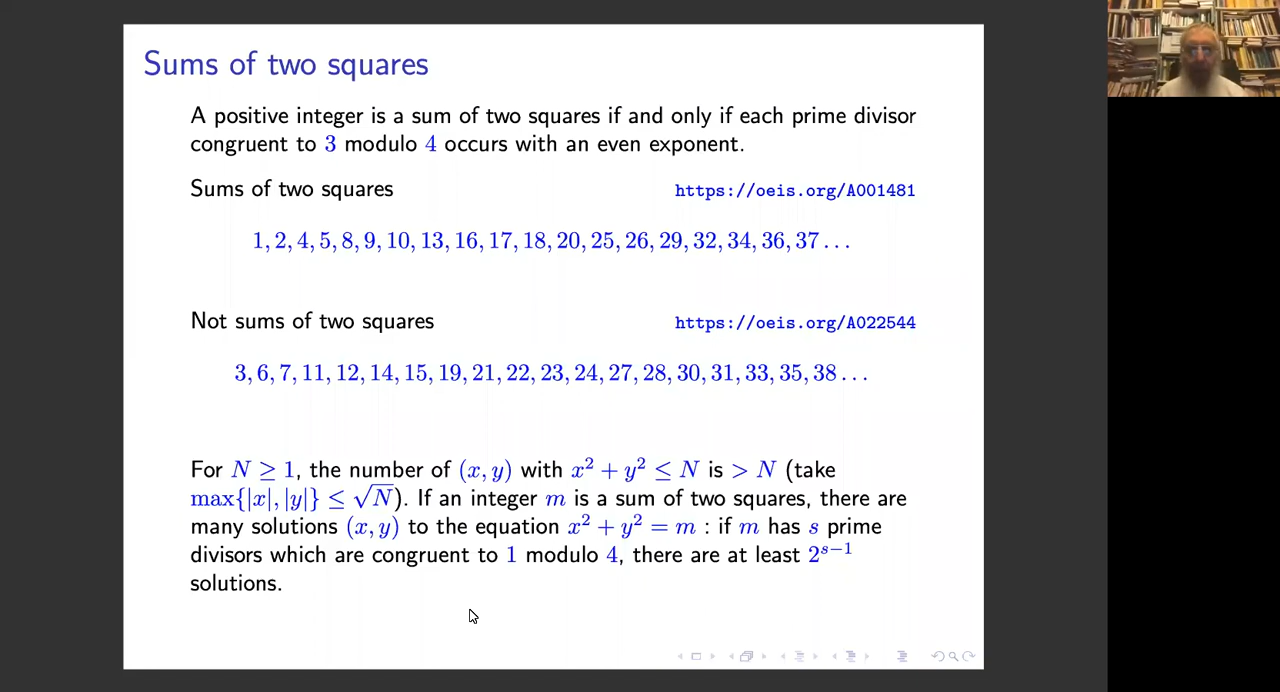 Sums of two squares
A positive integer is a sum of two squares if and only if each prime divisor
congruent to 3 modulo 4 occurs with an even exponent.
Sums of two squares https://oeis.org/A001481
1, 2, 4, 5, 8, 9, 10, 13, 16, 17, 18, 20, 25, 26, 29, 32, 34, 36, 37 . . .
Not sums of two squares https://oeis.org/A022544
3, 6, 7, 11, 12, 14, 15, 19, 21, 22, 23, 24, 27, 28, 30, 31, 33, 35, 38 . . .
For N ≥ 1, the number of (x, y) with x² + y² ≤ N is > N (take
max{|x|, |y|} ≤ √N). If an integer m is a sum of two squares, there are
many solutions (x, y) to the equation x² + y² = m : if m has s prime
divisors which are congruent to 1 modulo 4, there are at least 2ˢ⁻¹
solutions.